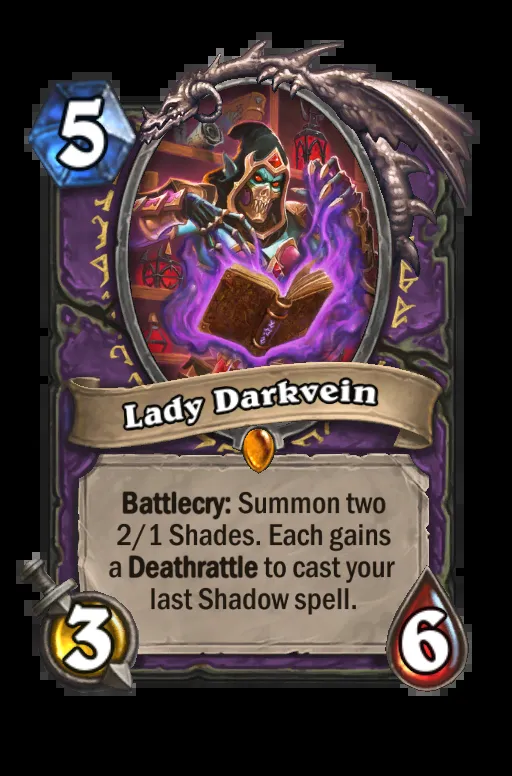 5
Lady Darkvein
Battlecry: Summon two
2/1 Shades. Each gains
a Deathrattle to cast your
last Shadow spell.
3
6